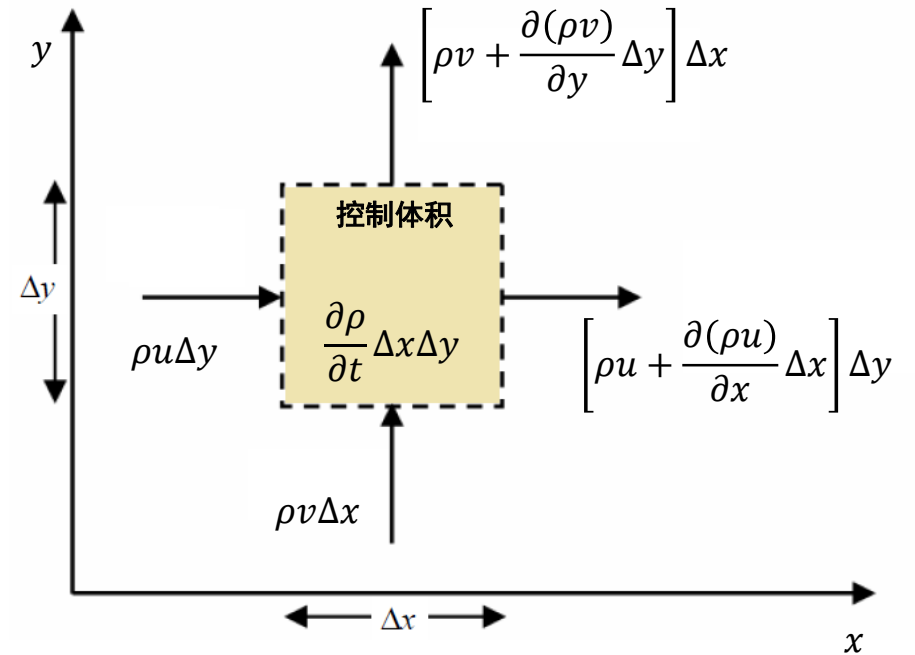 y
[ρv + ∂(ρv)/∂y Δy] Δx
控制体积
Δy
ρuΔy
∂ρ/∂t ΔxΔy
[ρu + ∂(ρu)/∂x Δx] Δy
ρvΔx
Δx
x